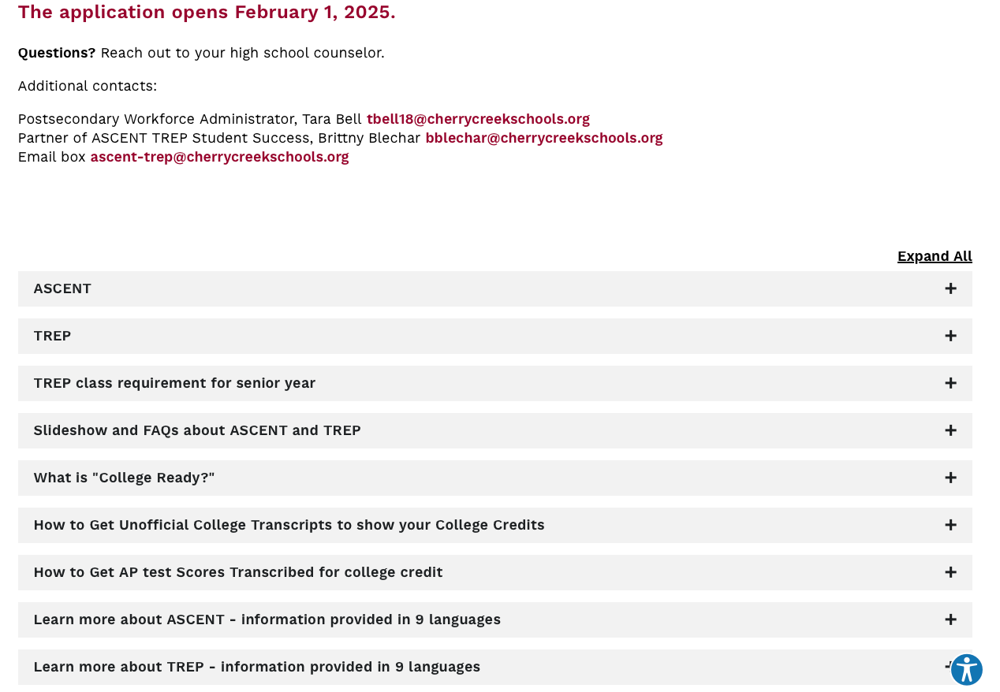 The application opens February 1, 2025.
Questions? Reach out to your high school counselor.
Additional contacts:
Postsecondary Workforce Administrator, Tara Bell tbell18@cherrycreekschools.org
Partner of ASCENT TREP Student Success, Brittny Blechar bblechar@cherrycreekschools.org
Email box ascent-trep@cherrycreekschools.org
Expand All
ASCENT
TREP
TREP class requirement for senior year
Slideshow and FAQs about ASCENT and TREP
What is "College Ready?"
How to Get Unofficial College Transcripts to show your College Credits
How to Get AP test Scores Transcribed for college credit
Learn more about ASCENT - information provided in 9 languages
Learn more about TREP - information provided in 9 languages